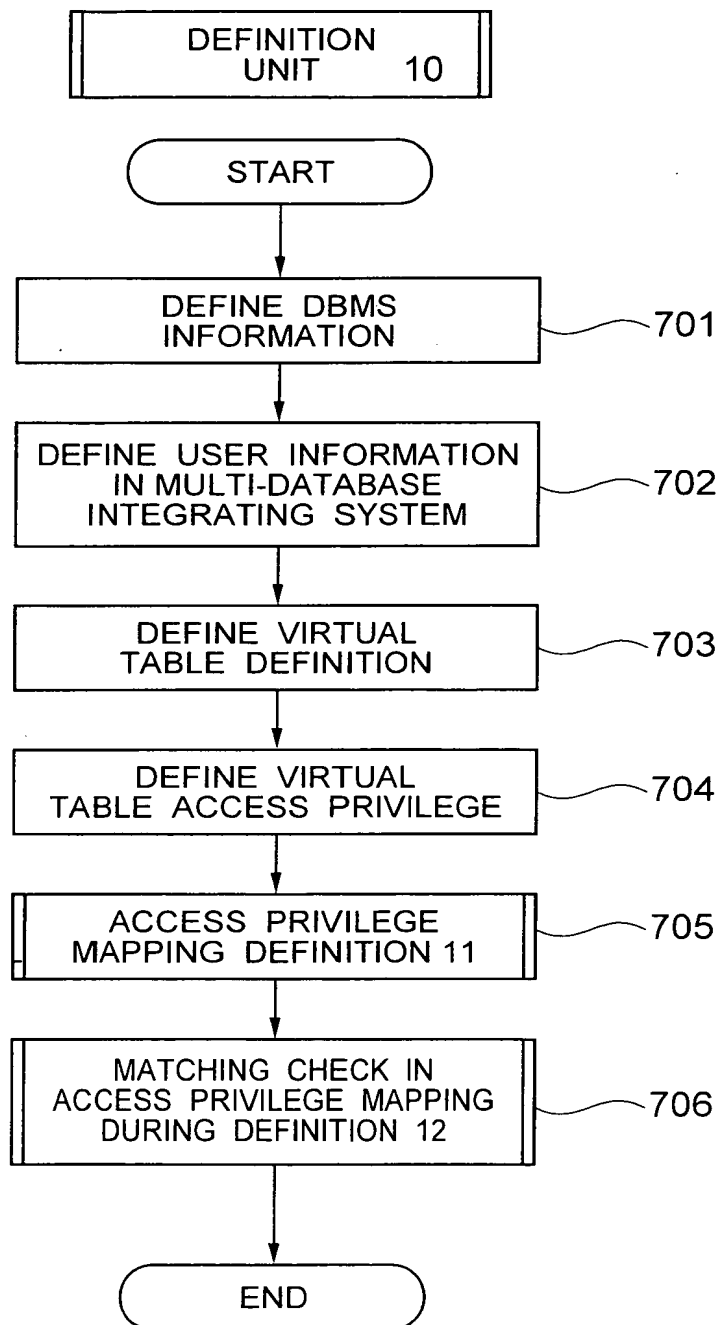 DEFINITION
UNIT 10
START
DEFINE DBMS
INFORMATION
701
DEFINE USER INFORMATION
IN MULTI-DATABASE
INTEGRATING SYSTEM
702
DEFINE VIRTUAL
TABLE DEFINITION
703
DEFINE VIRTUAL
TABLE ACCESS PRIVILEGE
704
ACCESS PRIVILEGE
MAPPING DEFINITION 11
705
MATCHING CHECK IN
ACCESS PRIVILEGE MAPPING
DURING DEFINITION 12
706
END